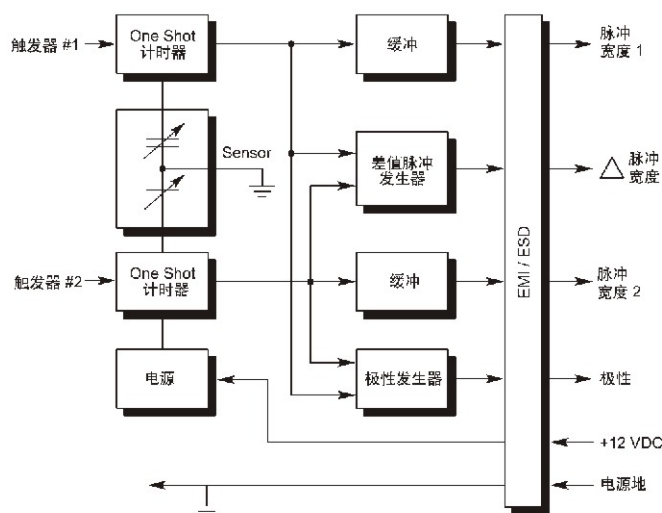 触发器 #1
One Shot
计时器
缓冲
脉冲
宽度 1
Sensor
差值脉冲
发生器
△ 脉冲
宽度
触发器 #2
One Shot
计时器
缓冲
EMI / ESD
脉冲
宽度 2
电源
极性发生器
极性
+12 VDC
电源地